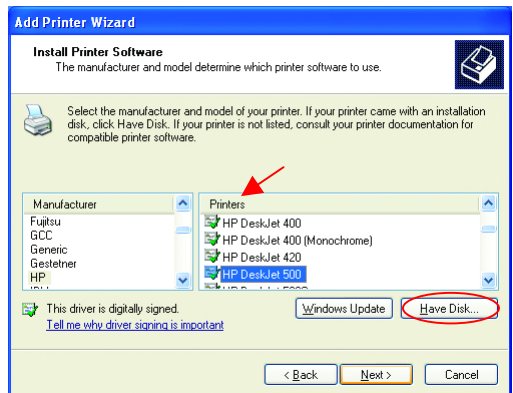 Add Printer Wizard
Install Printer Software
The manufacturer and model determine which printer software to use.
Select the manufacturer and model of your printer. If your printer came with an installation
disk, click Have Disk. If your printer is not listed, consult your printer documentation for
compatible printer software.
Manufacturer
Fujitsu
GCC
Generic
Gestetner
HP
Printers
HP DeskJet 400
HP DeskJet 400 (Monochrome)
HP DeskJet 420
HP DeskJet 500
This driver is digitally signed.
Tell me why driver signing is important
Windows Update
Have Disk...
< Back
Next >
Cancel